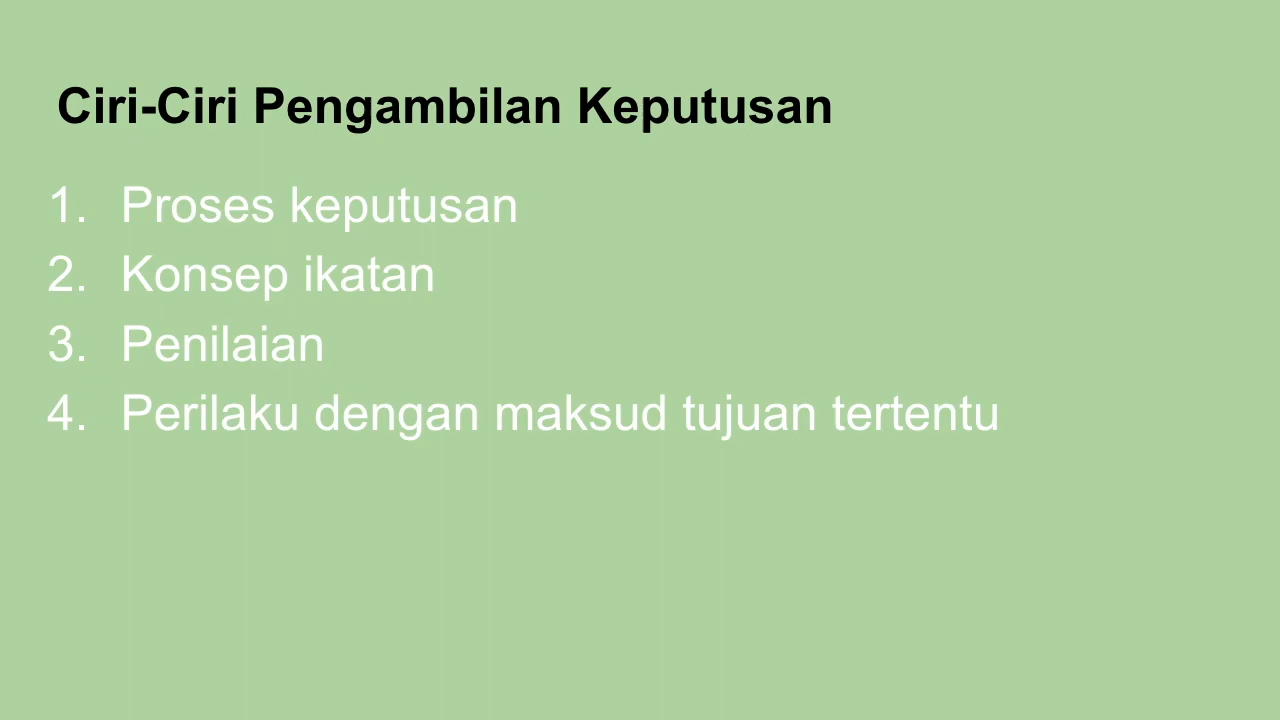 Ciri-Ciri Pengambilan Keputusan
1. Proses keputusan
2. Konsep ikatan
3. Penilaian
4. Perilaku dengan maksud tujuan tertentu